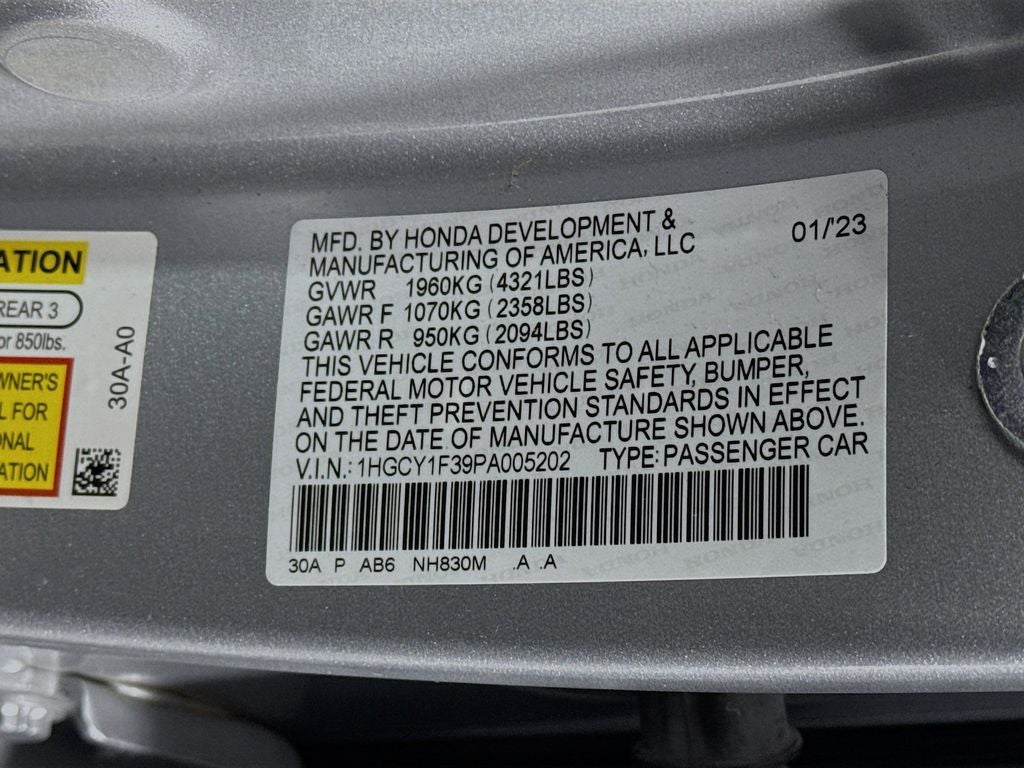 ATION
REAR 3
or 850lbs.
WNER'S
L FOR
ONAL
ATION
30A-A0
MFD. BY HONDA DEVELOPMENT &
MANUFACTURING OF AMERICA, LLC
01/'23
GVWR 1960KG (4321LBS)
GAWR F 1070KG (2358LBS)
GAWR R 950KG (2094LBS)
THIS VEHICLE CONFORMS TO ALL APPLICABLE
FEDERAL MOTOR VEHICLE SAFETY, BUMPER,
AND THEFT PREVENTION STANDARDS IN EFFECT
ON THE DATE OF MANUFACTURE SHOWN ABOVE.
V.I.N.: 1HGCY1F39PA005202 TYPE: PASSENGER CAR
30A P AB6 NH830M .A .A